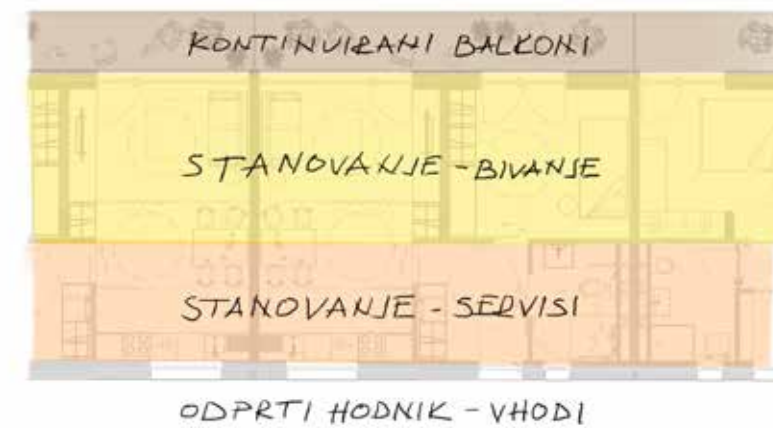 KONTINUIRANI BALKONI
STANOVANJE - BIVANJE
STANOVANJE - SERVISI
ODPRTI HODNIK - VHODI